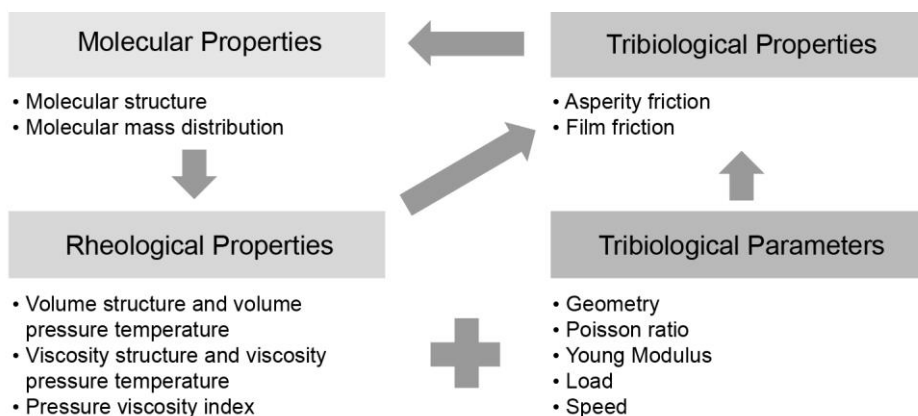 Molecular Properties
• Molecular structure
• Molecular mass distribution
Tribiological Properties
• Asperity friction
• Film friction
Rheological Properties
• Volume structure and volume
pressure temperature
• Viscosity structure and viscosity
pressure temperature
• Pressure viscosity index
Tribiological Parameters
• Geometry
• Poisson ratio
• Young Modulus
• Load
• Speed